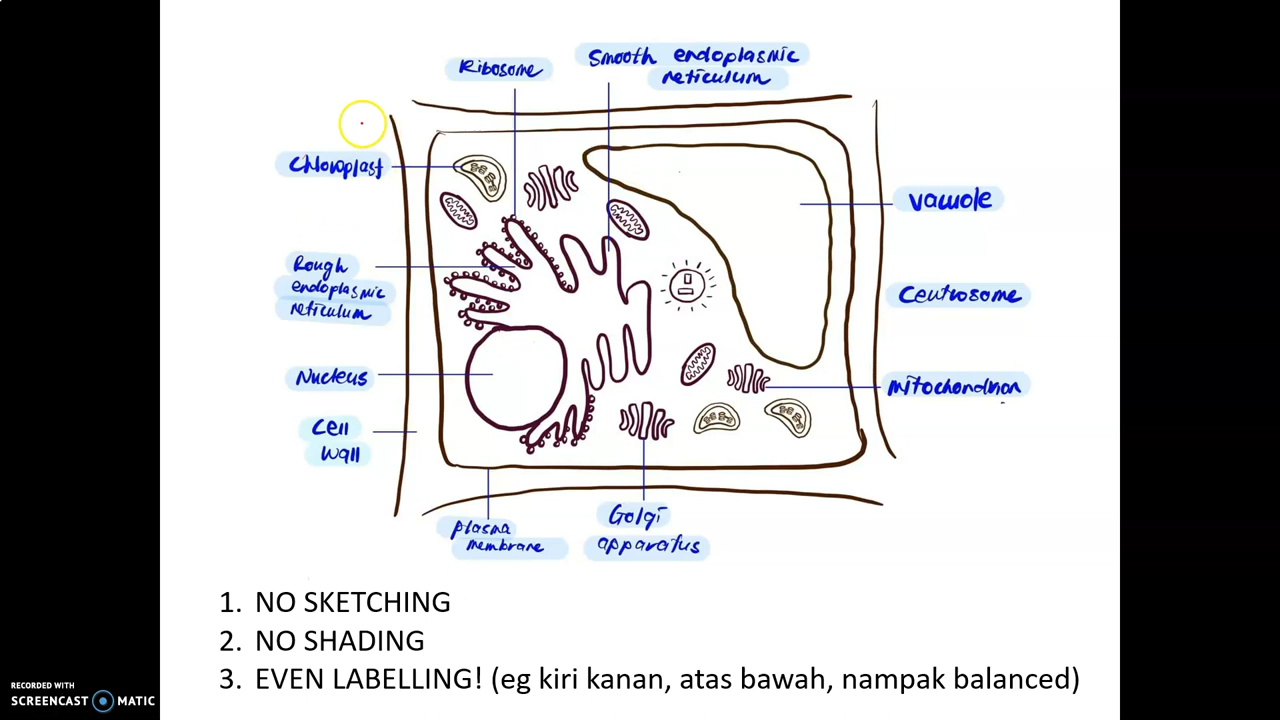 Ribosome
Smooth endoplasmic
reticulum
Chloroplast
Vacuole
Rough
endoplasmic
reticulum
Centrosome
Nucleus
Mitochondrion
Cell
wall
Plasma
membrane
Golgi
apparatus
1. NO SKETCHING
2. NO SHADING
3. EVEN LABELLING! (eg kiri kanan, atas bawah, nampak balanced)
RECORDED WITH
SCREENCAST MATIC